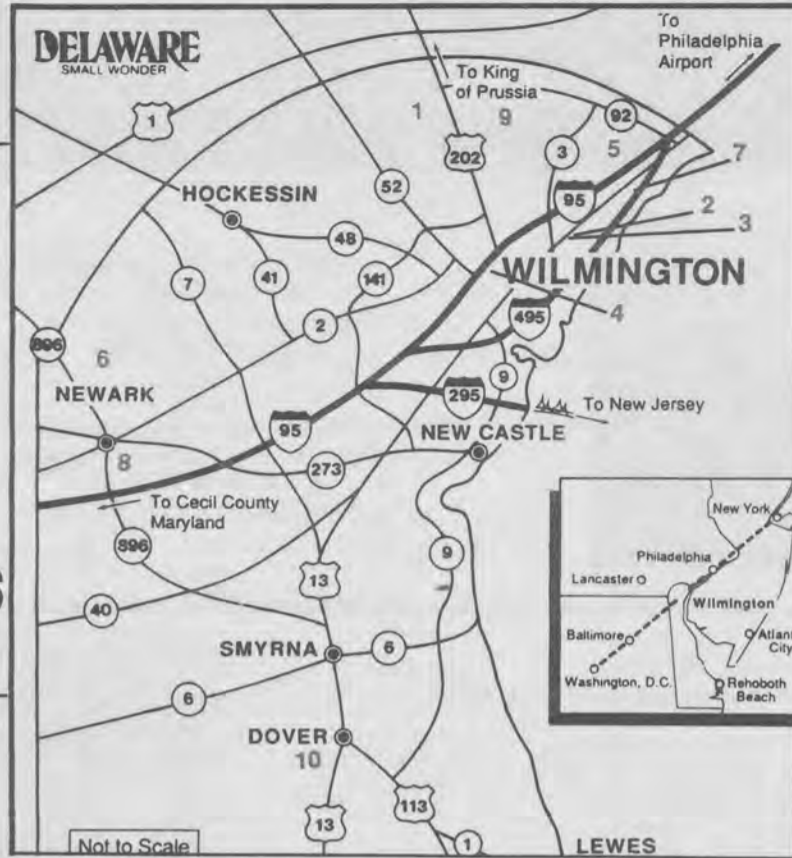 DELAWARE
SMALL WONDER
To
Philadelphia
Airport
To King
of Prussia
1
9
92
1
202
3
5
7
HOCKESSIN
52
95
2
48
3
7
41
141
WILMINGTON
2
495
4
896
6
NEWARK
9
295
To New Jersey
95
NEW CASTLE
8
273
To Cecil County
Maryland
New York
896
9
Philadelphia
13
Lancaster
40
Wilmington
SMYRNA
6
Baltimore
Atlan
City
6
Washington, D.C.
Rehoboth
Beach
DOVER
10
113
13
Not to Scale
1
LEWES